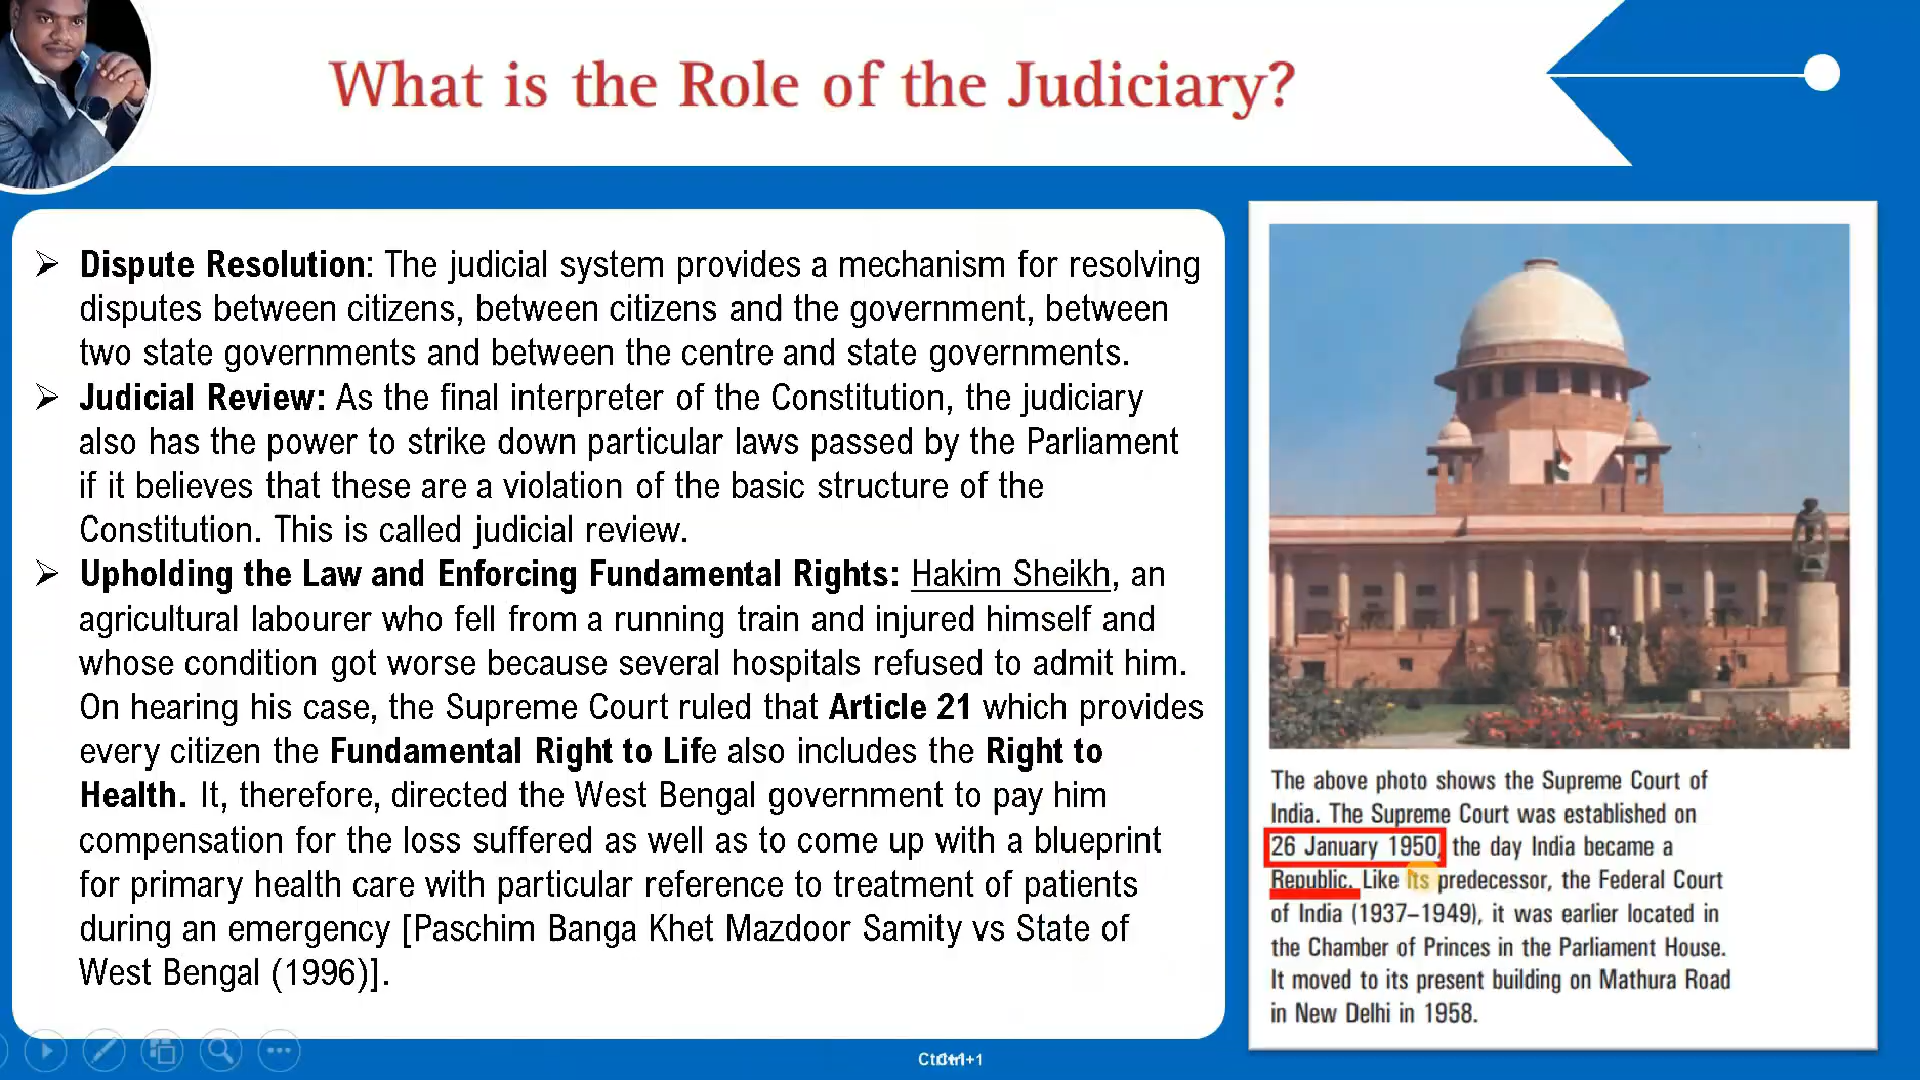 What is the Role of the Judiciary?
➢ Dispute Resolution: The judicial system provides a mechanism for resolving
disputes between citizens, between citizens and the government, between
two state governments and between the centre and state governments.
➢ Judicial Review: As the final interpreter of the Constitution, the judiciary
also has the power to strike down particular laws passed by the Parliament
if it believes that these are a violation of the basic structure of the
Constitution. This is called judicial review.
➢ Upholding the Law and Enforcing Fundamental Rights: Hakim Sheikh, an
agricultural labourer who fell from a running train and injured himself and
whose condition got worse because several hospitals refused to admit him.
On hearing his case, the Supreme Court ruled that Article 21 which provides
every citizen the Fundamental Right to Life also includes the Right to
Health. It, therefore, directed the West Bengal government to pay him
compensation for the loss suffered as well as to come up with a blueprint
for primary health care with particular reference to treatment of patients
during an emergency [Paschim Banga Khet Mazdoor Samity vs State of
West Bengal (1996)].
The above photo shows the Supreme Court of
India. The Supreme Court was established on
26 January 1950, the day India became a
Republic. Like its predecessor, the Federal Court
of India (1937–1949), it was earlier located in
the Chamber of Princes in the Parliament House.
It moved to its present building on Mathura Road
in New Delhi in 1958.